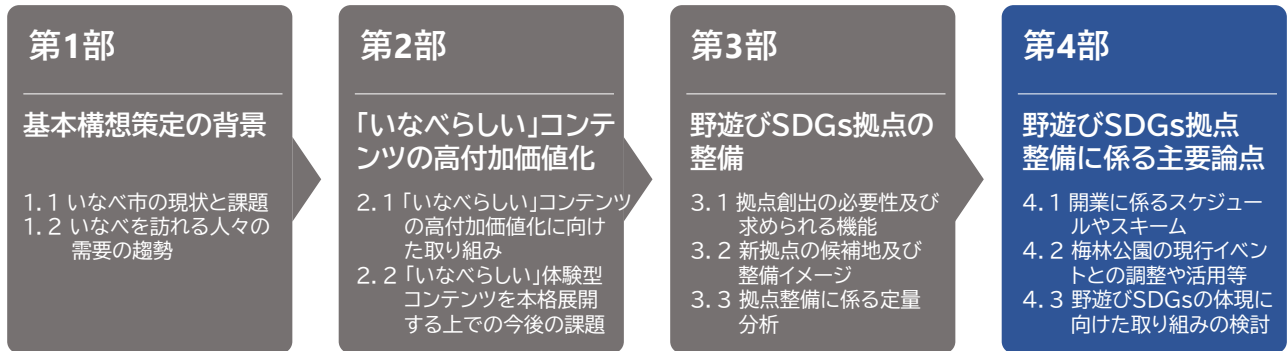 第1部
基本構想策定の背景
1.1 いなべ市の現状と課題
1.2 いなべを訪れる人々の
需要の趨勢
第2部
「いなべらしい」コンテ
ンツの高付加価値化
2.1 「いなべらしい」コンテンツ
の高付加価値化に向け
た取り組み
2.2 「いなべらしい」体験型
コンテンツを本格展開
する上での今後の課題
第3部
野遊びSDGs拠点の
整備
3.1 拠点創出の必要性及び
求められる機能
3.2 新拠点の候補地及び
整備イメージ
3.3 拠点整備に係る定量
分析
第4部
野遊びSDGs拠点
整備に係る主要論点
4.1 開業に係るスケジュー
ルやスキーム
4.2 梅林公園の現行イベン
トとの調整や活用等
4.3 野遊びSDGsの体現に
向けた取り組みの検討